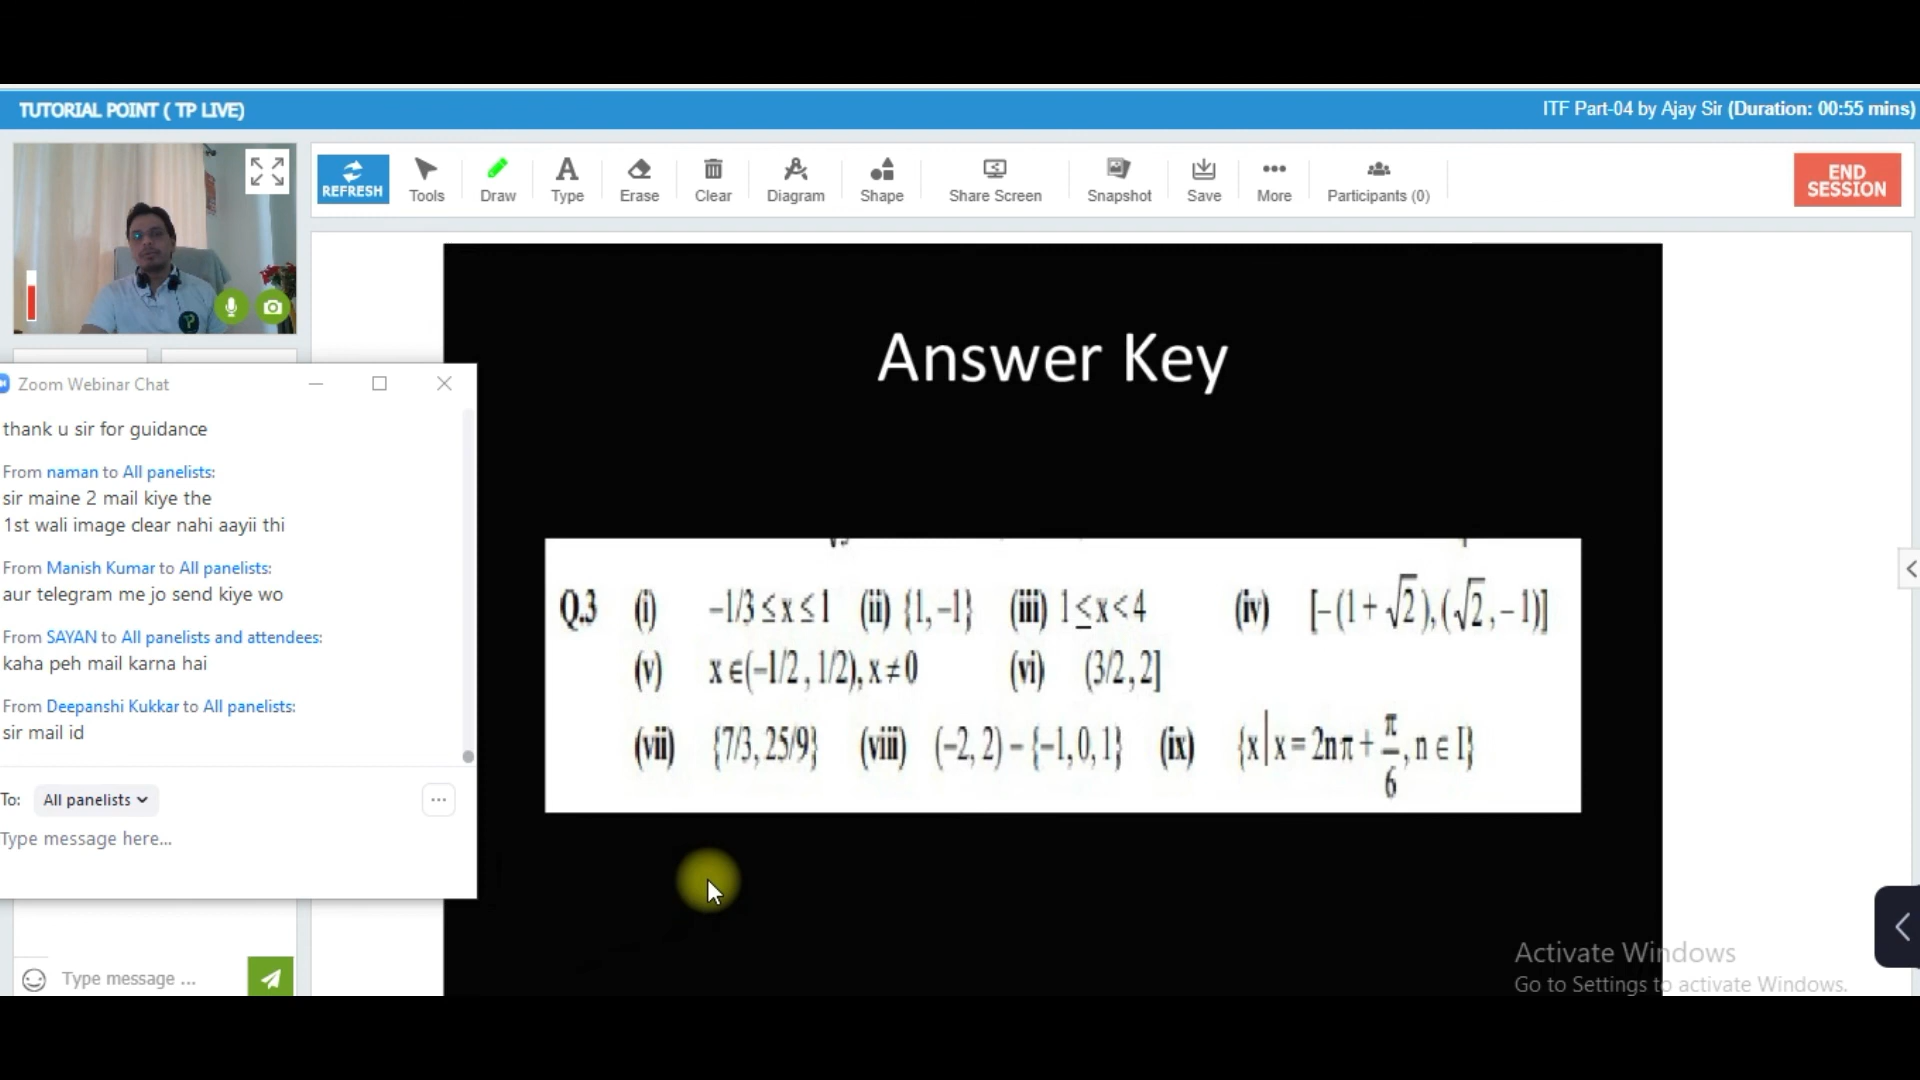 TUTORIAL POINT ( TP LIVE)
ITF Part-04 by Ajay Sir (Duration: 00:55 mins)
REFRESH
Tools
Draw
Type
Erase
Clear
Diagram
Shape
Share Screen
Snapshot
Save
More
Participants (0)
END
SESSION
Zoom Webinar Chat
thank u sir for guidance
From naman to All panelists:
sir maine 2 mail kiye the
1st wali image clear nahi aayii thi
From Manish Kumar to All panelists:
aur telegram me jo send kiye wo
From SAYAN to All panelists and attendees:
kaha peh mail karna hai
From Deepanshi Kukkar to All panelists:
sir mail id
To: All panelists
Type message here...
Type message ...
Answer Key
Q.3 (i) −1/3 ≤ x ≤ 1 (ii) {1, −1} (iii) 1 ≤ x < 4 (iv) [−(1 + √2), (√2, −1)]
(v) x ∈ (−1/2 , 1/2), x ≠ 0 (vi) (3/2 , 2]
(vii) {7/3, 25/9} (viii) (−2, 2) − {−1, 0, 1} (ix) {x | x = 2nπ + π/6, n ∈ I}
Activate Windows
Go to Settings to activate Windows.